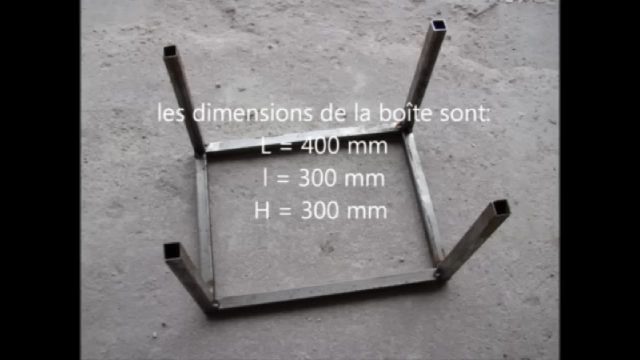 les dimensions de la boîte sont:
L = 400 mm
l = 300 mm
H = 300 mm